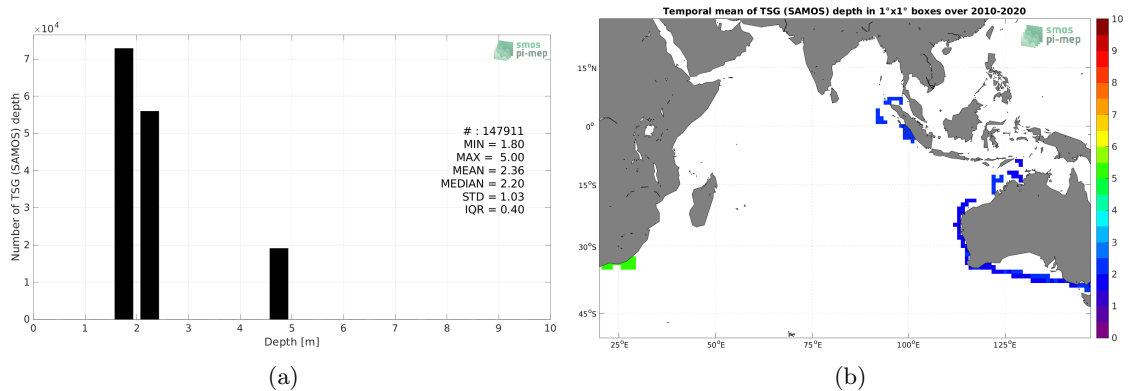 ×10⁴
7
6
5
4
3
2
1
0
Number of TSG (SAMOS) depth
0 1 2 3 4 5 6 7 8 9 10
Depth [m]
smos
pi-mep
# : 147911
MIN = 1.80
MAX = 5.00
MEAN = 2.36
MEDIAN = 2.20
STD = 1.03
IQR = 0.40
(a)
Temporal mean of TSG (SAMOS) depth in 1°x1° boxes over 2010-2020
smos
pi-mep
15°N
0°
15°S
30°S
45°S
25°E 50°E 75°E 100°E 125°E
10
9
8
7
6
5
4
3
2
1
0
(b)